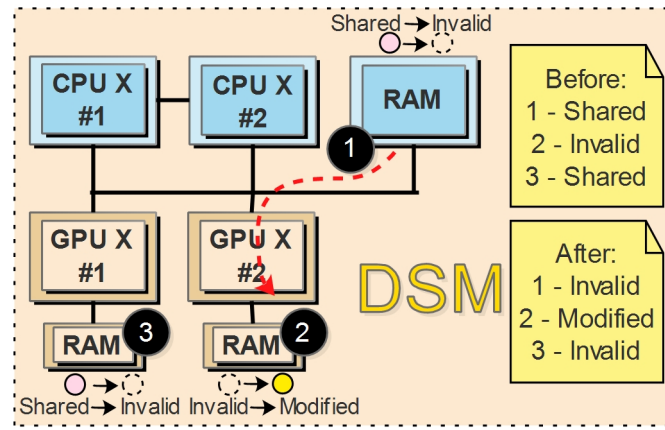 Shared → Invalid
CPU X
#1
CPU X
#2
RAM
1
Before:
1 - Shared
2 - Invalid
3 - Shared
GPU X
#1
GPU X
#2
DSM
After:
1 - Invalid
2 - Modified
3 - Invalid
RAM
3
RAM
2
Shared → Invalid
Invalid → Modified